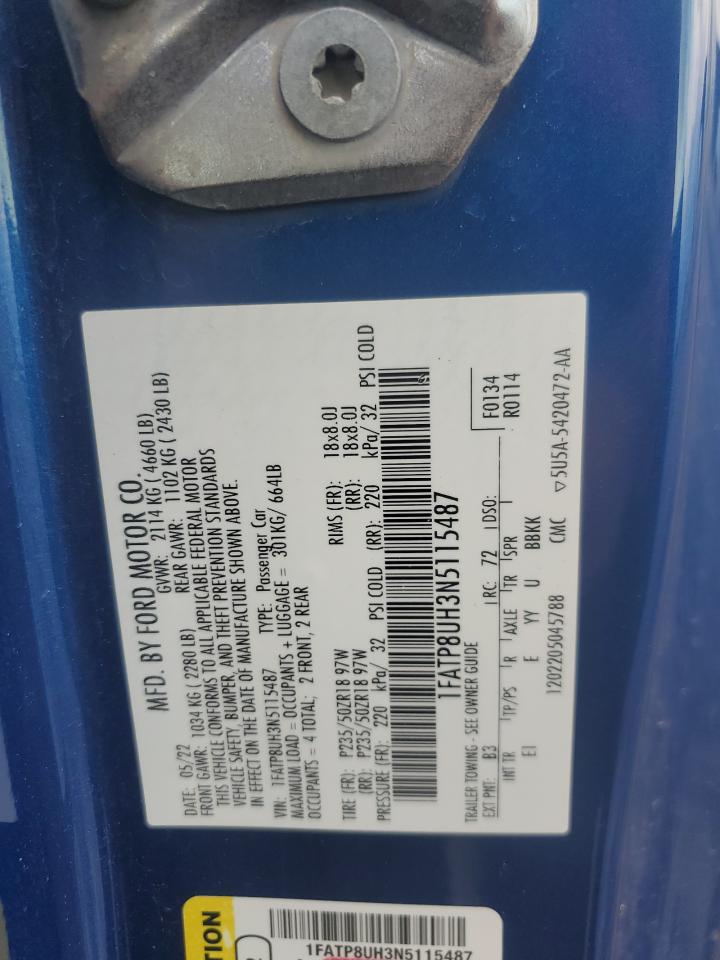 MFD. BY FORD MOTOR CO.
DATE: 05/22 GVWR: 2114 KG ( 4660 LB)
FRONT GAWR: 1034 KG ( 2280 LB) REAR GAWR: 1102 KG ( 2430 LB)
THIS VEHICLE CONFORMS TO ALL APPLICABLE FEDERAL MOTOR
VEHICLE SAFETY, BUMPER, AND THEFT PREVENTION STANDARDS
IN EFFECT ON THE DATE OF MANUFACTURE SHOWN ABOVE.
VIN: 1FATP8UH3N5115487 TYPE: Passenger Car
MAXIMUM LOAD = OCCUPANTS + LUGGAGE = 301KG/ 664LB
OCCUPANTS = 4 TOTAL; 2 FRONT, 2 REAR
TIRE (FR): P235/50ZR18 97W RIMS (FR): 18x8.0J
(RR): P235/50ZR18 97W (RR): 18x8.0J
PRESSURE (FR): 220 kPa/ 32 PSI COLD (RR): 220 kPa/ 32 PSI COLD
1FATP8UH3N5115487
TRAILER TOWING - SEE OWNER GUIDE F0134
EXT PNT: B3 RC: 72 DSO: R0114
INT TR TP/PS R AXLE TR SPR
EI E YY U BBKK
1202205045788 CMC ▽5U5A-5420472-AA
TION
1FATP8UH3N5115487